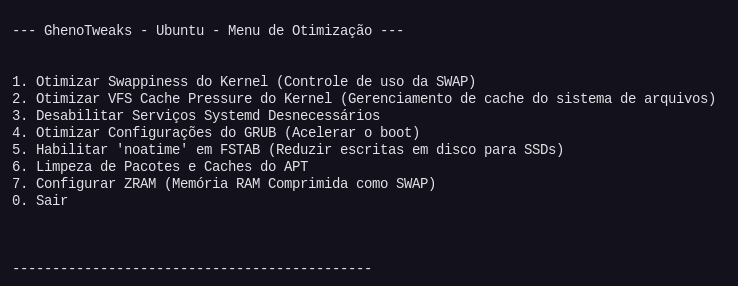 --- GhenoTweaks - Ubuntu - Menu de Otimização ---
1. Otimizar Swappiness do Kernel (Controle de uso da SWAP)
2. Otimizar VFS Cache Pressure do Kernel (Gerenciamento de cache do sistema de arquivos)
3. Desabilitar Serviços Systemd Desnecessários
4. Otimizar Configurações do GRUB (Acelerar o boot)
5. Habilitar 'noatime' em FSTAB (Reduzir escritas em disco para SSDs)
6. Limpeza de Pacotes e Caches do APT
7. Configurar ZRAM (Memória RAM Comprimida como SWAP)
0. Sair
---------------------------------------------